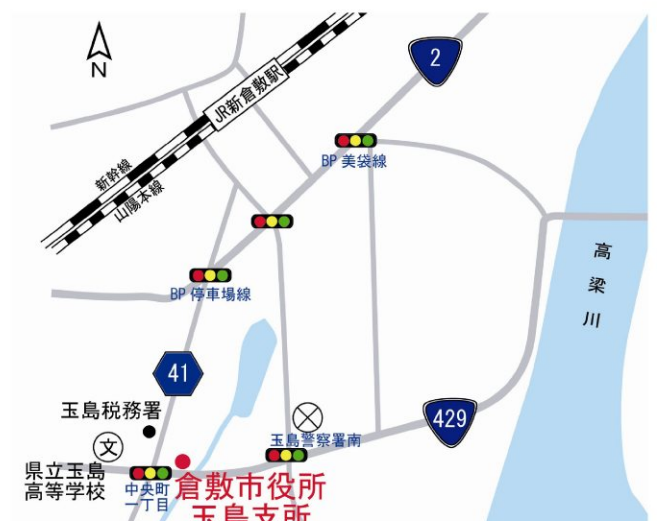 N
2
JR新倉敷駅
BP 美袋線
新幹線
山陽本線
BP 停車場線
高梁川
41
429
玉島税務署
文
玉島警察署南
県立玉島
高等学校
中央町
一丁目
倉敷市役所
玉島支所